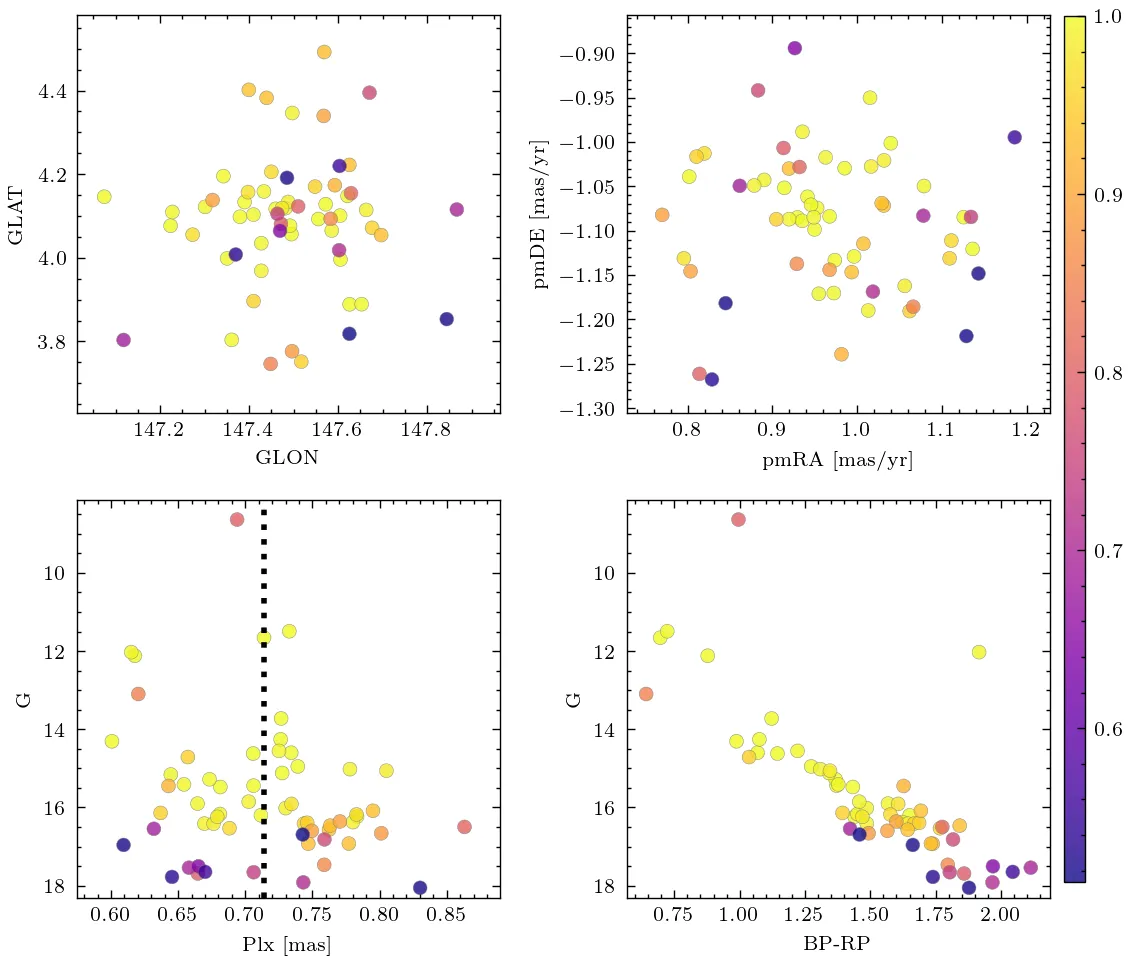 4.4
4.2
4.0
3.8
GLAT
147.2 147.4 147.6 147.8
GLON
−0.90
−0.95
−1.00
−1.05
−1.10
−1.15
−1.20
−1.25
−1.30
pmDE [mas/yr]
0.8 0.9 1.0 1.1 1.2
pmRA [mas/yr]
1.0
0.9
0.8
0.7
0.6
10
12
14
16
18
G
0.60 0.65 0.70 0.75 0.80 0.85
Plx [mas]
10
12
14
16
18
G
0.75 1.00 1.25 1.50 1.75 2.00
BP-RP